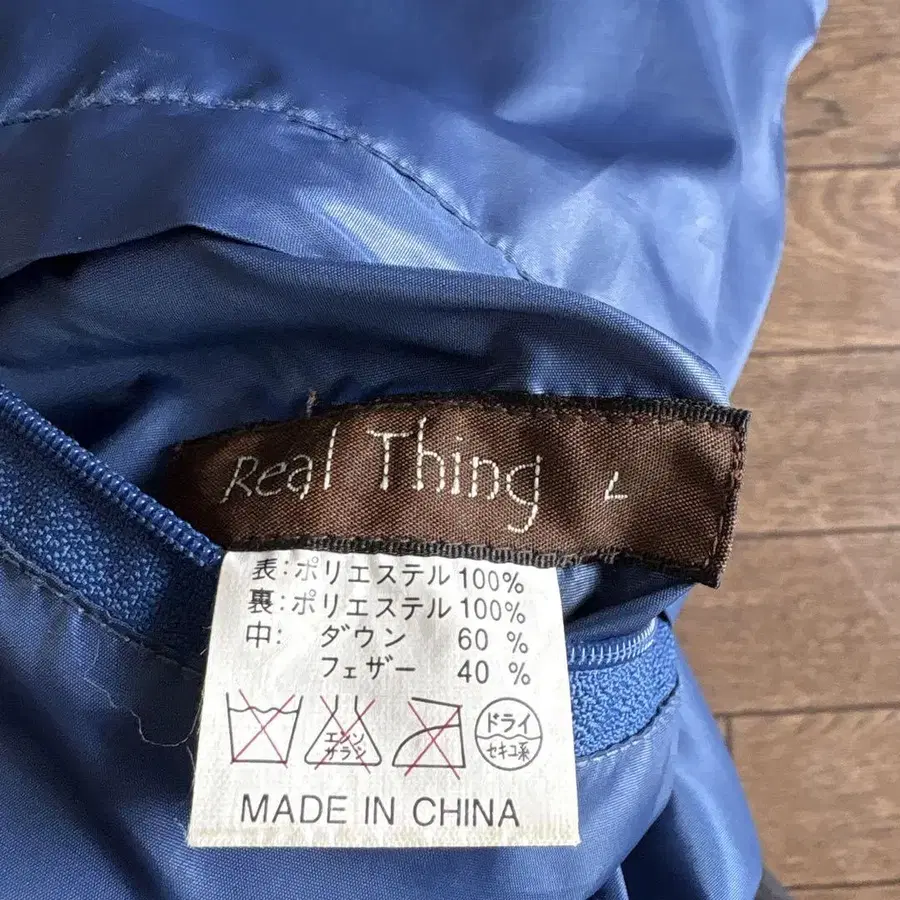 Real Thing L
表:ポリエステル 100%
裏:ポリエステル 100%
中: ダウン 60 %
フェザー 40 %
エンソ
サラシ
ドライ
セキユ系
MADE IN CHINA